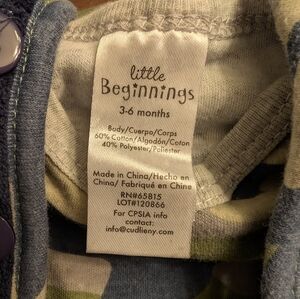 little
Beginnings
3-6 months
Body/Cuerpo/Corps
60% Cotton/Algodón/Coton
40% Polyester/Poliester
Made in China/Hecho en
China/ Fabriqué en Chine
RN#65815
LOT#120866
For CPSIA info
contact:
info@cudlieny.com